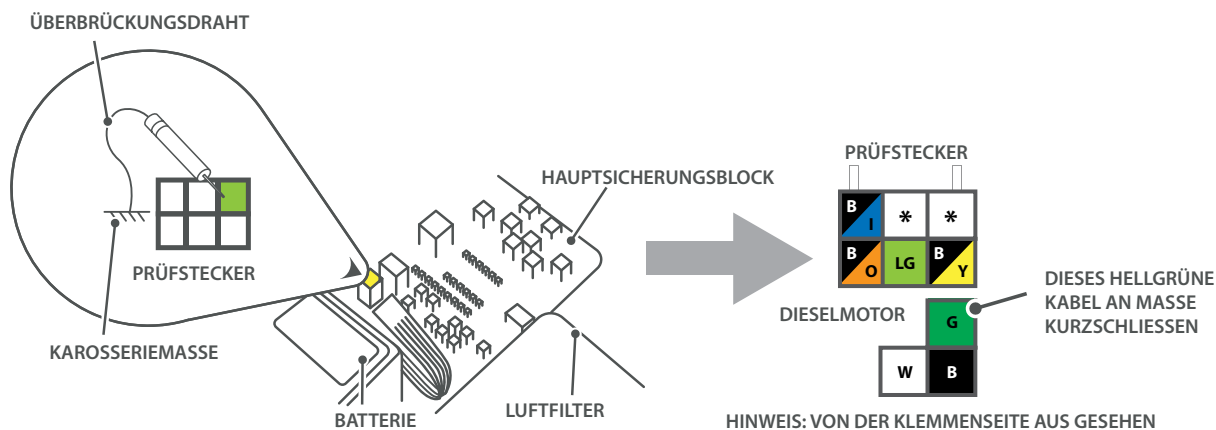 ÜBERBRÜCKUNGSDRAHT
PRÜFSTECKER
KAROSSERIEMASSE
HAUPTSICHERUNGSBLOCK
BATTERIE
LUFTFILTER
PRÜFSTECKER
B
I
*
*
B
O
LG
B
Y
DIESELMOTOR
G
W
B
DIESES HELLGRÜNE
KABEL AN MASSE
KURZSCHLIESSEN
HINWEIS: VON DER KLEMMENSEITE AUS GESEHEN